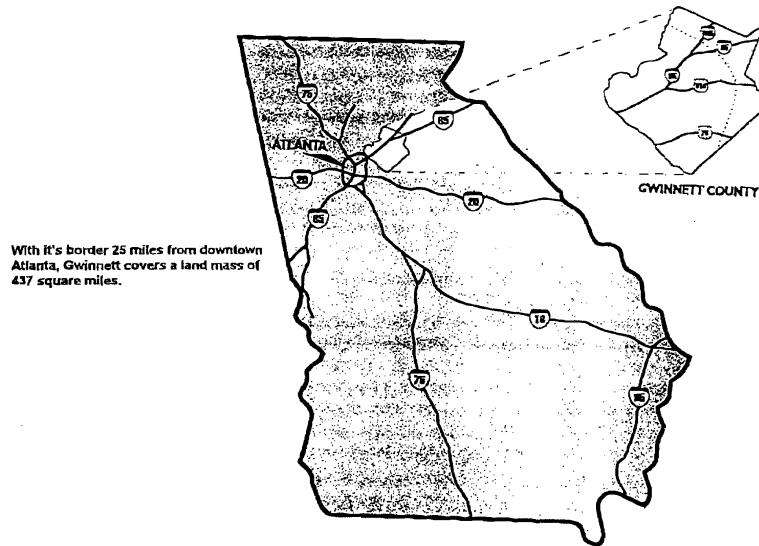 75
85
ATLANTA
20
20
85
GWINNETT COUNTY
With it's border 25 miles from downtown
Atlanta, Gwinnett covers a land mass of
437 square miles.
16
75